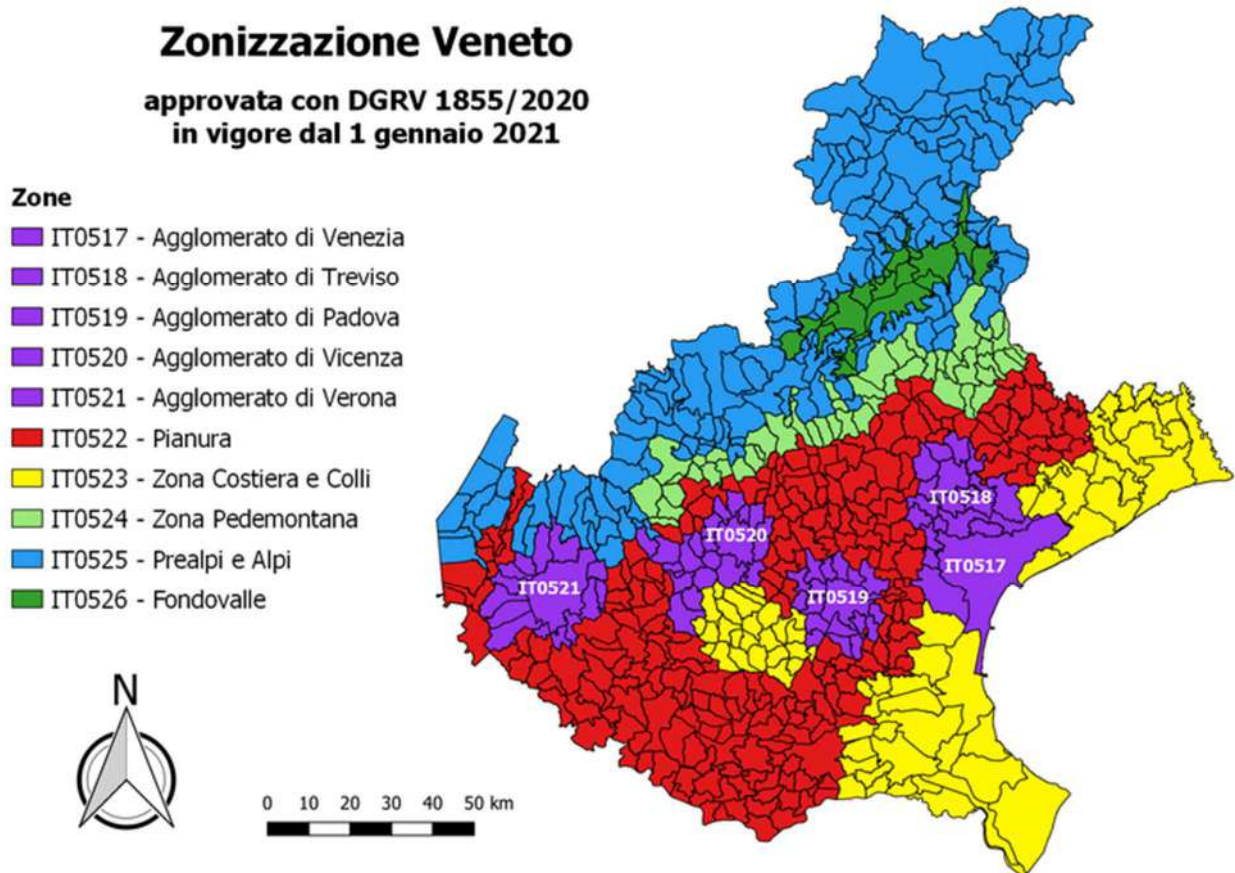 Zonizzazione Veneto
approvata con DGRV 1855/2020
in vigore dal 1 gennaio 2021
Zone
IT0517 - Agglomerato di Venezia
IT0518 - Agglomerato di Treviso
IT0519 - Agglomerato di Padova
IT0520 - Agglomerato di Vicenza
IT0521 - Agglomerato di Verona
IT0522 - Pianura
IT0523 - Zona Costiera e Colli
IT0524 - Zona Pedemontana
IT0525 - Prealpi e Alpi
IT0526 - Fondovalle
IT0518
IT0520
IT0517
IT0521
IT0519
N
0 10 20 30 40 50 km